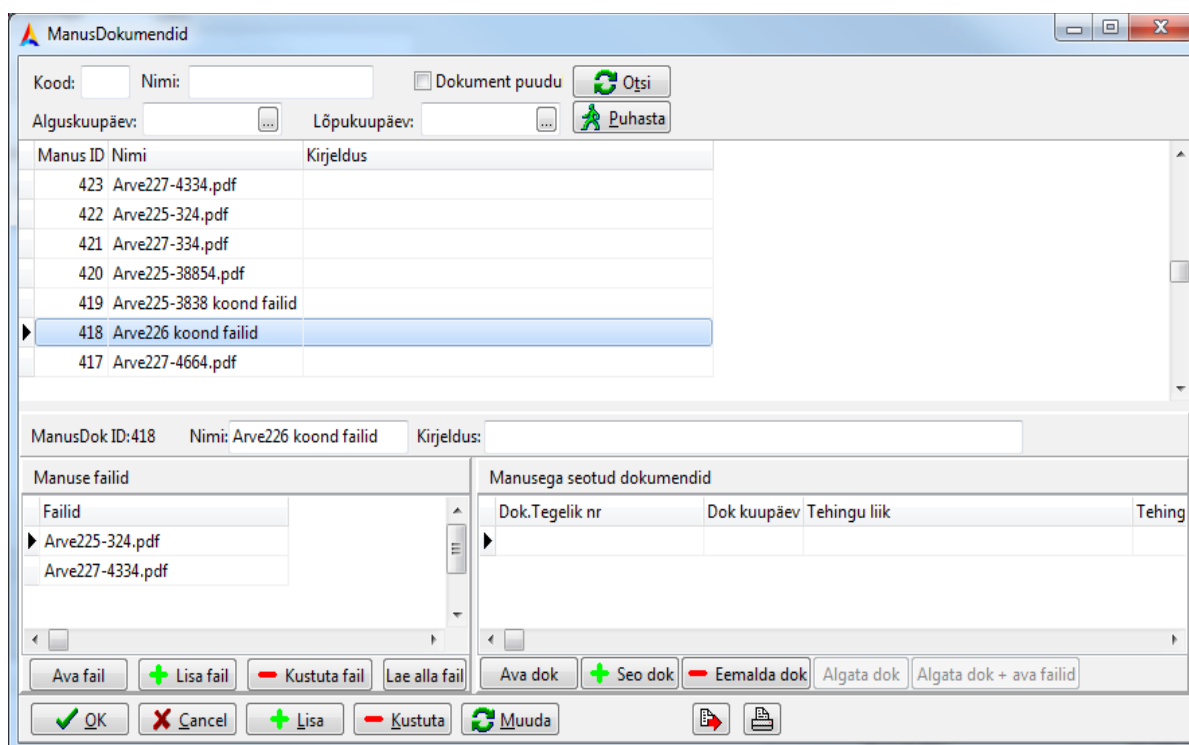 ManusDokumendid
Kood: Nimi: Dokument puudu Otsi
Alguskuupäev: ... Lõpukuupäev: ... Puhasta
Manus ID Nimi Kirjeldus
423 Arve227-4334.pdf
422 Arve225-324.pdf
421 Arve227-334.pdf
420 Arve225-38854.pdf
419 Arve225-3838 koond failid
418 Arve226 koond failid
417 Arve227-4664.pdf
ManusDok ID:418 Nimi: Arve226 koond failid Kirjeldus:
Manuse failid
Failid
Arve225-324.pdf
Arve227-4334.pdf
Ava fail Lisa fail Kustuta fail Lae alla fail
Manusega seotud dokumendid
Dok.Tegelik nr Dok kuupäev Tehingu liik Tehing
Ava dok Seo dok Eemalda dok Algata dok Algata dok + ava failid
OK Cancel Lisa Kustuta Muuda